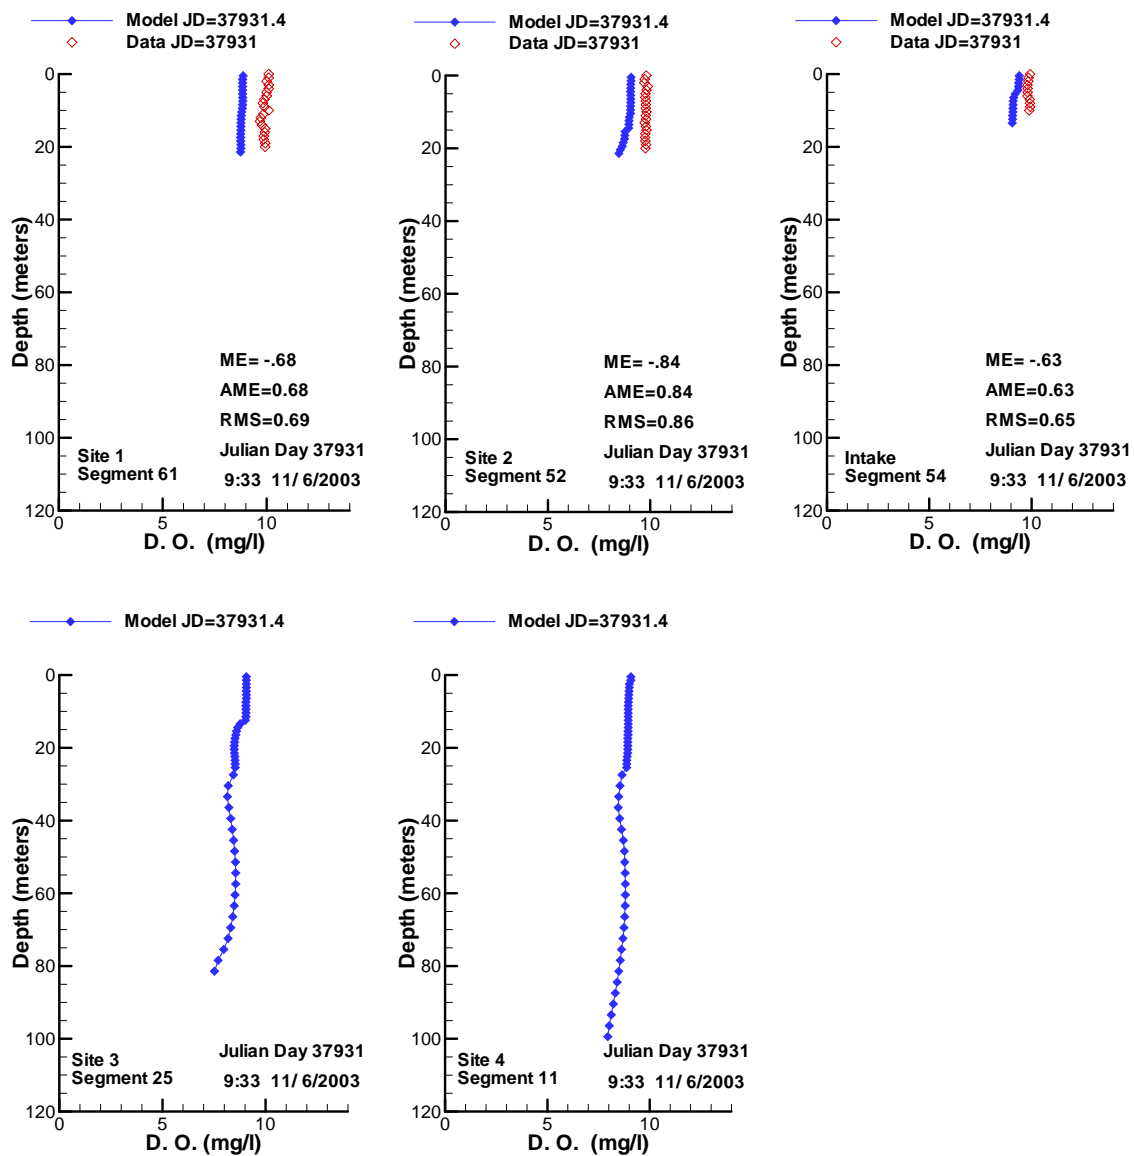 Model JD=37931.4
Data JD=37931
0
20
40
60
80
100
120
Depth (meters)
ME= -.68
AME=0.68
RMS=0.69
Julian Day 37931
9:33 11/ 6/2003
Site 1
Segment 61
0
5
10
D. O. (mg/l)
Model JD=37931.4
Data JD=37931
0
20
40
60
80
100
120
Depth (meters)
ME= -.84
AME=0.84
RMS=0.86
Julian Day 37931
9:33 11/ 6/2003
Site 2
Segment 52
0
5
10
D. O. (mg/l)
Model JD=37931.4
Data JD=37931
0
20
40
60
80
100
120
Depth (meters)
ME= -.63
AME=0.63
RMS=0.65
Julian Day 37931
9:33 11/ 6/2003
Intake
Segment 54
0
5
10
D. O. (mg/l)
Model JD=37931.4
0
20
40
60
80
100
120
Depth (meters)
Julian Day 37931
9:33 11/ 6/2003
Site 3
Segment 25
0
5
10
D. O. (mg/l)
Model JD=37931.4
0
20
40
60
80
100
120
Depth (meters)
Julian Day 37931
9:33 11/ 6/2003
Site 4
Segment 11
0
5
10
D. O. (mg/l)